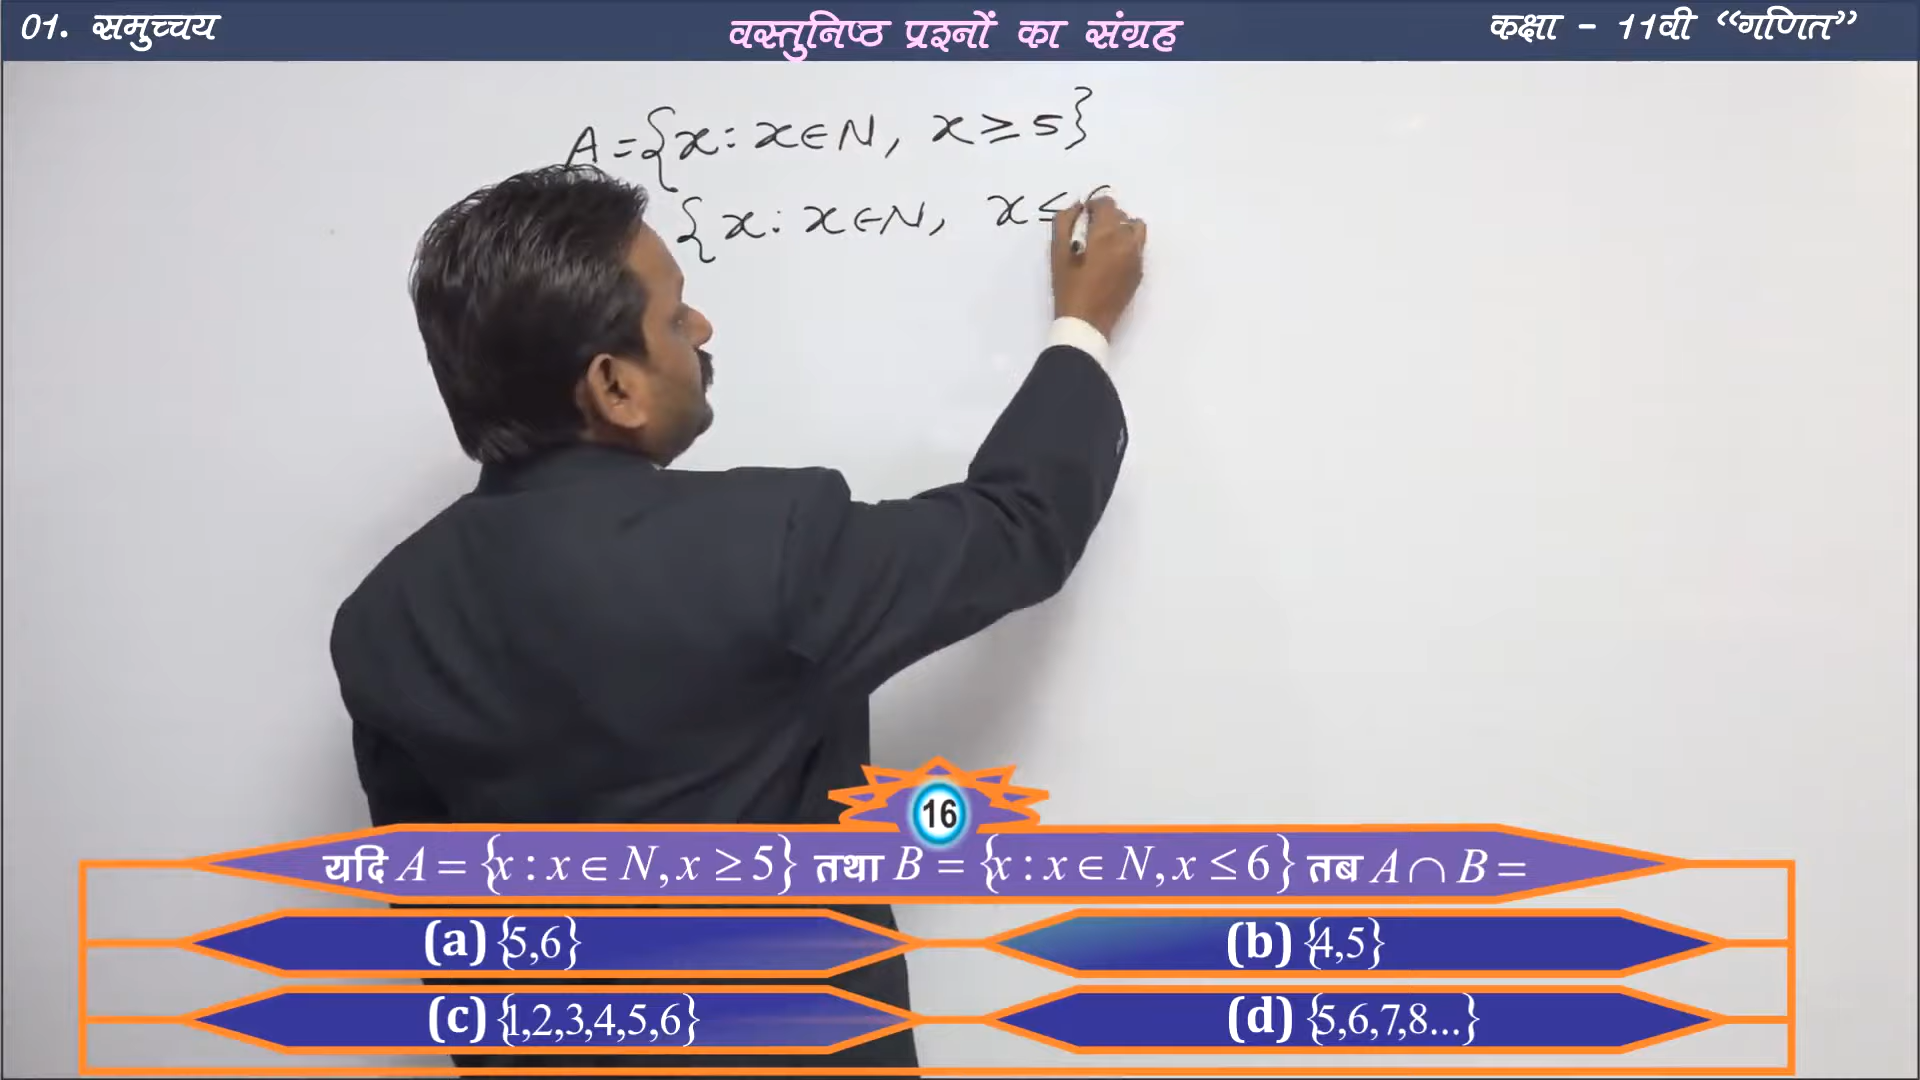 01. समुच्चय
वस्तुनिष्ठ प्रश्नों का संग्रह
कक्षा - 11वी “गणित”
A={x: x∈N, x≥5}
{x: x∈N, x≤
16
यदि A = {x : x ∈ N, x ≥ 5} तथा B = {x : x ∈ N, x ≤ 6} तब A ∩ B =
(a) {5,6}
(b) {4,5}
(c) {1,2,3,4,5,6}
(d) {5,6,7,8...}